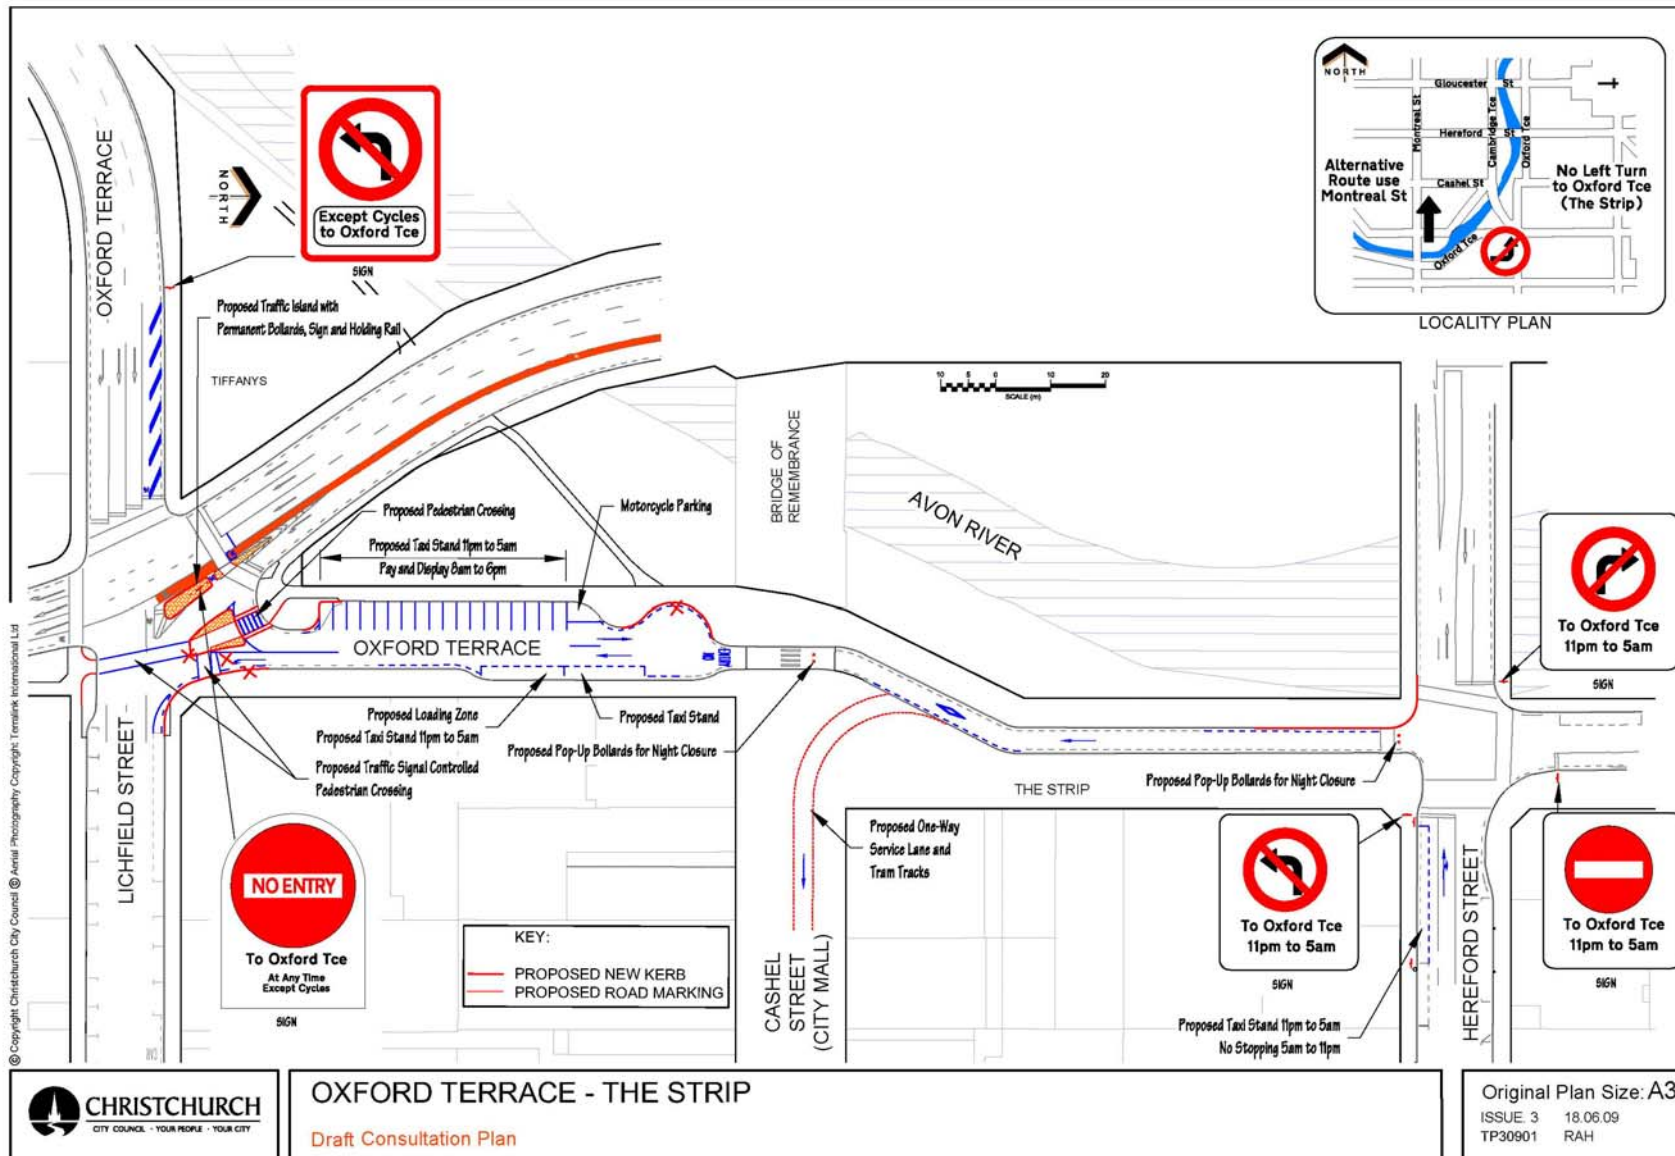 OXFORD TERRACE
NORTH
Except Cycles
to Oxford Tce
SIGN
Proposed Traffic Island with
Permanent Bollards, Sign and Holding Rail
TIFFANYS
NORTH
Gloucester St
Hereford St
Cashel St
Montreal St
Cambridge Tce
Oxford Tce
Oxford Tce
Alternative
Route use
Montreal St
No Left Turn
to Oxford Tce
(The Strip)
LOCALITY PLAN
10 5 0 10 20
SCALE (m)
BRIDGE OF
REMEMBRANCE
AVON RIVER
Proposed Pedestrian Crossing
Motorcycle Parking
Proposed Taxi Stand 11pm to 5am
Pay and Display 8am to 6pm
OXFORD TERRACE
To Oxford Tce
11pm to 5am
SIGN
Proposed Loading Zone
Proposed Taxi Stand 11pm to 5am
Proposed Taxi Stand
Proposed Pop-Up Bollards for Night Closure
Proposed Traffic Signal Controlled
Pedestrian Crossing
LICHFIELD STREET
THE STRIP
Proposed Pop-Up Bollards for Night Closure
Proposed One-Way
Service Lane and
Tram Tracks
NO ENTRY
To Oxford Tce
At Any Time
Except Cycles
SIGN
KEY:
PROPOSED NEW KERB
PROPOSED ROAD MARKING
CASHEL
STREET
(CITY MALL)
To Oxford Tce
11pm to 5am
SIGN
Proposed Taxi Stand 11pm to 5am
No Stopping 5am to 11pm
HEREFORD STREET
To Oxford Tce
11pm to 5am
SIGN
© Copyright Christchurch City Council © Aerial Photography Copyright Terralink International Ltd
CHRISTCHURCH
CITY COUNCIL · YOUR PEOPLE · YOUR CITY
OXFORD TERRACE - THE STRIP
Draft Consultation Plan
Original Plan Size: A3
ISSUE. 3 18.06.09
TP30901 RAH